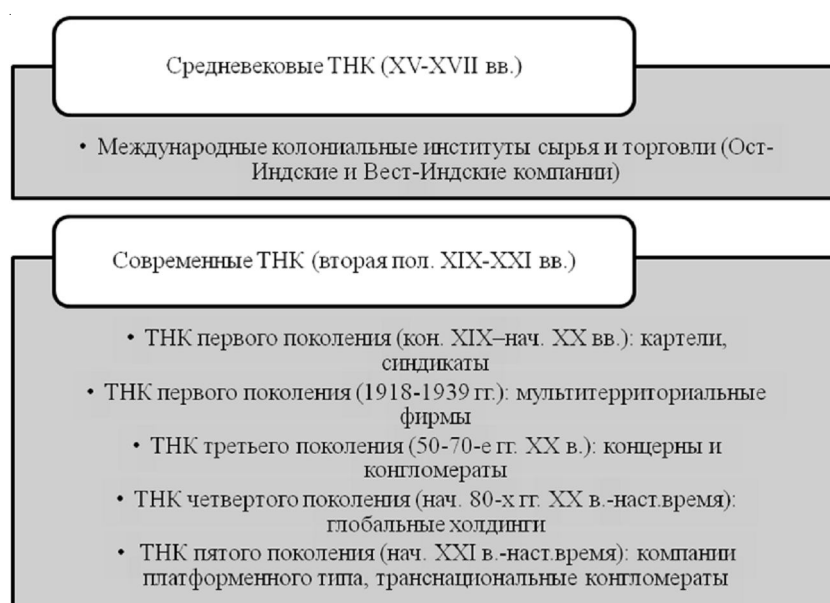 Средневековые ТНК (XV-XVII вв.)
• Международные колониальные институты сырья и торговли (Ост-
Индские и Вест-Индские компании)
Современные ТНК (вторая пол. XIX-XXI вв.)
• ТНК первого поколения (кон. XIX–нач. XX вв.): картели,
синдикаты
• ТНК первого поколения (1918-1939 гг.): мультитерриториальные
фирмы
• ТНК третьего поколения (50-70-е гг. XX в.): концерны и
конгломераты
• ТНК четвертого поколения (нач. 80-х гг. XX в.-наст.время):
глобальные холдинги
• ТНК пятого поколения (нач. XXI в.-наст.время): компании
платформенного типа, транснациональные конгломераты